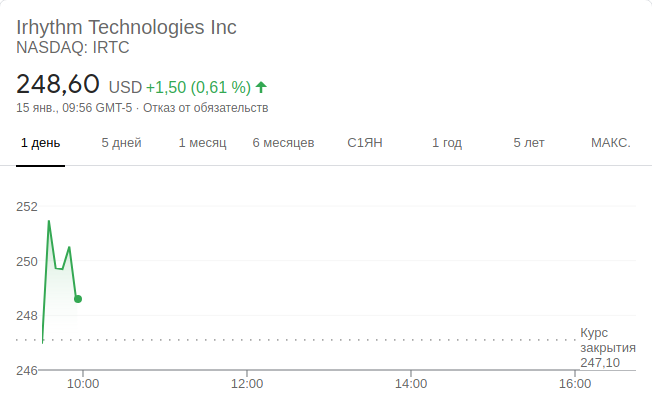 Irhythm Technologies Inc
NASDAQ: IRTC
248,60 USD +1,50 (0,61 %)
15 янв., 09:56 GMT-5 · Отказ от обязательств
1 день 5 дней 1 месяц 6 месяцев С1ЯН 1 год 5 лет МАКС.
252
250
248
Курс
закрытия
247,10
246
10:00 12:00 14:00 16:00